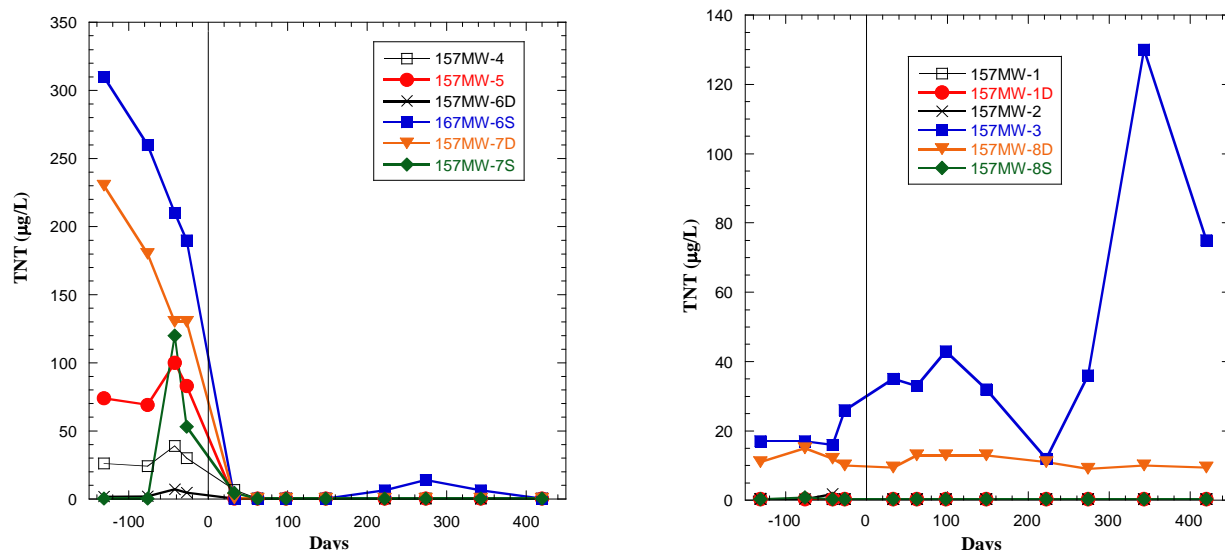 350
300
250
200
150
100
50
0
TNT (µg/L)
-100 0 100 200 300 400
Days
157MW-4
157MW-5
157MW-6D
167MW-6S
157MW-7D
157MW-7S
140
120
100
80
60
40
20
0
TNT (µg/L)
-100 0 100 200 300 400
Days
157MW-1
157MW-1D
157MW-2
157MW-3
157MW-8D
157MW-8S